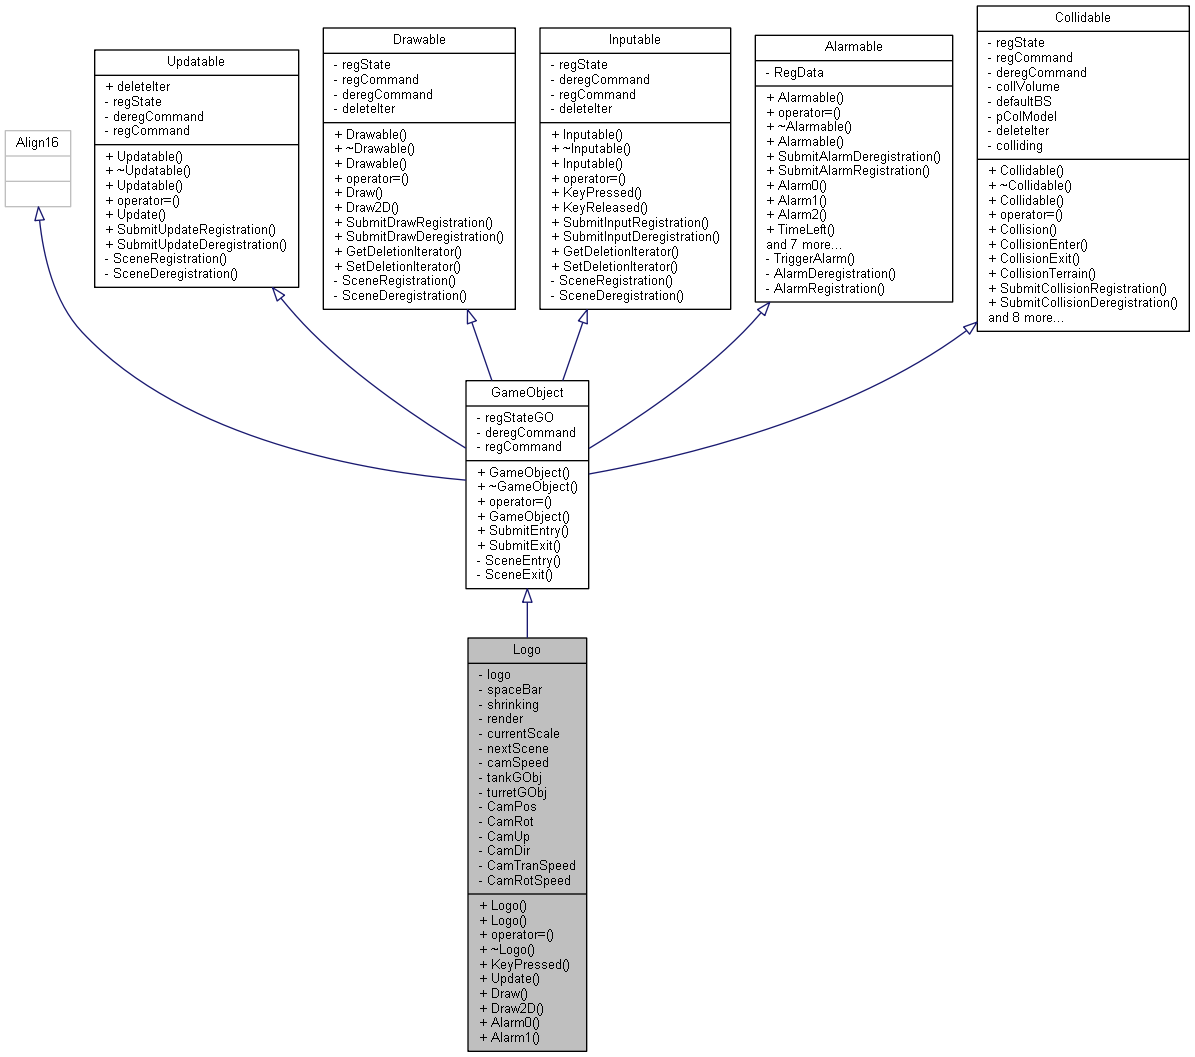 Align16
Updatable
+ deleteIter
- regState
- deregCommand
- regCommand
+ Updatable()
+ ~Updatable()
+ Updatable()
+ operator=()
+ Update()
+ SubmitUpdateRegistration()
+ SubmitUpdateDeregistration()
- SceneRegistration()
- SceneDeregistration()
Drawable
- regState
- regCommand
- deregCommand
- deleteIter
+ Drawable()
+ ~Drawable()
+ Drawable()
+ operator=()
+ Draw()
+ Draw2D()
+ SubmitDrawRegistration()
+ SubmitDrawDeregistration()
+ GetDeletionIterator()
+ SetDeletionIterator()
- SceneRegistration()
- SceneDeregistration()
Inputable
- regState
- deregCommand
- regCommand
- deleteIter
+ Inputable()
+ ~Inputable()
+ Inputable()
+ operator=()
+ KeyPressed()
+ KeyReleased()
+ SubmitInputRegistration()
+ SubmitInputDeregistration()
+ GetDeletionIterator()
+ SetDeletionIterator()
- SceneRegistration()
- SceneDeregistration()
Alarmable
- RegData
+ Alarmable()
+ operator=()
+ ~Alarmable()
+ Alarmable()
+ SubmitAlarmDeregistration()
+ SubmitAlarmRegistration()
+ Alarm0()
+ Alarm1()
+ Alarm2()
+ TimeLeft()
and 7 more...
- TriggerAlarm()
- AlarmDeregistration()
- AlarmRegistration()
Collidable
- regState
- regCommand
- deregCommand
- collVolume
- defaultBS
- pColModel
- deleteIter
- colliding
+ Collidable()
+ ~Collidable()
+ Collidable()
+ operator=()
+ Collision()
+ CollisionEnter()
+ CollisionExit()
+ CollisionTerrain()
+ SubmitCollisionRegistration()
+ SubmitCollisionDeregistration()
and 8 more...
GameObject
- regStateGO
- deregCommand
- regCommand
+ GameObject()
+ ~GameObject()
+ operator=()
+ GameObject()
+ SubmitEntry()
+ SubmitExit()
- SceneEntry()
- SceneExit()
Logo
- logo
- spaceBar
- shrinking
- render
- currentScale
- nextScene
- camSpeed
- tankGObj
- turretGObj
- CamPos
- CamRot
- CamUp
- CamDir
- CamTranSpeed
- CamRotSpeed
+ Logo()
+ Logo()
+ operator=()
+ ~Logo()
+ KeyPressed()
+ Update()
+ Draw()
+ Draw2D()
+ Alarm0()
+ Alarm1()